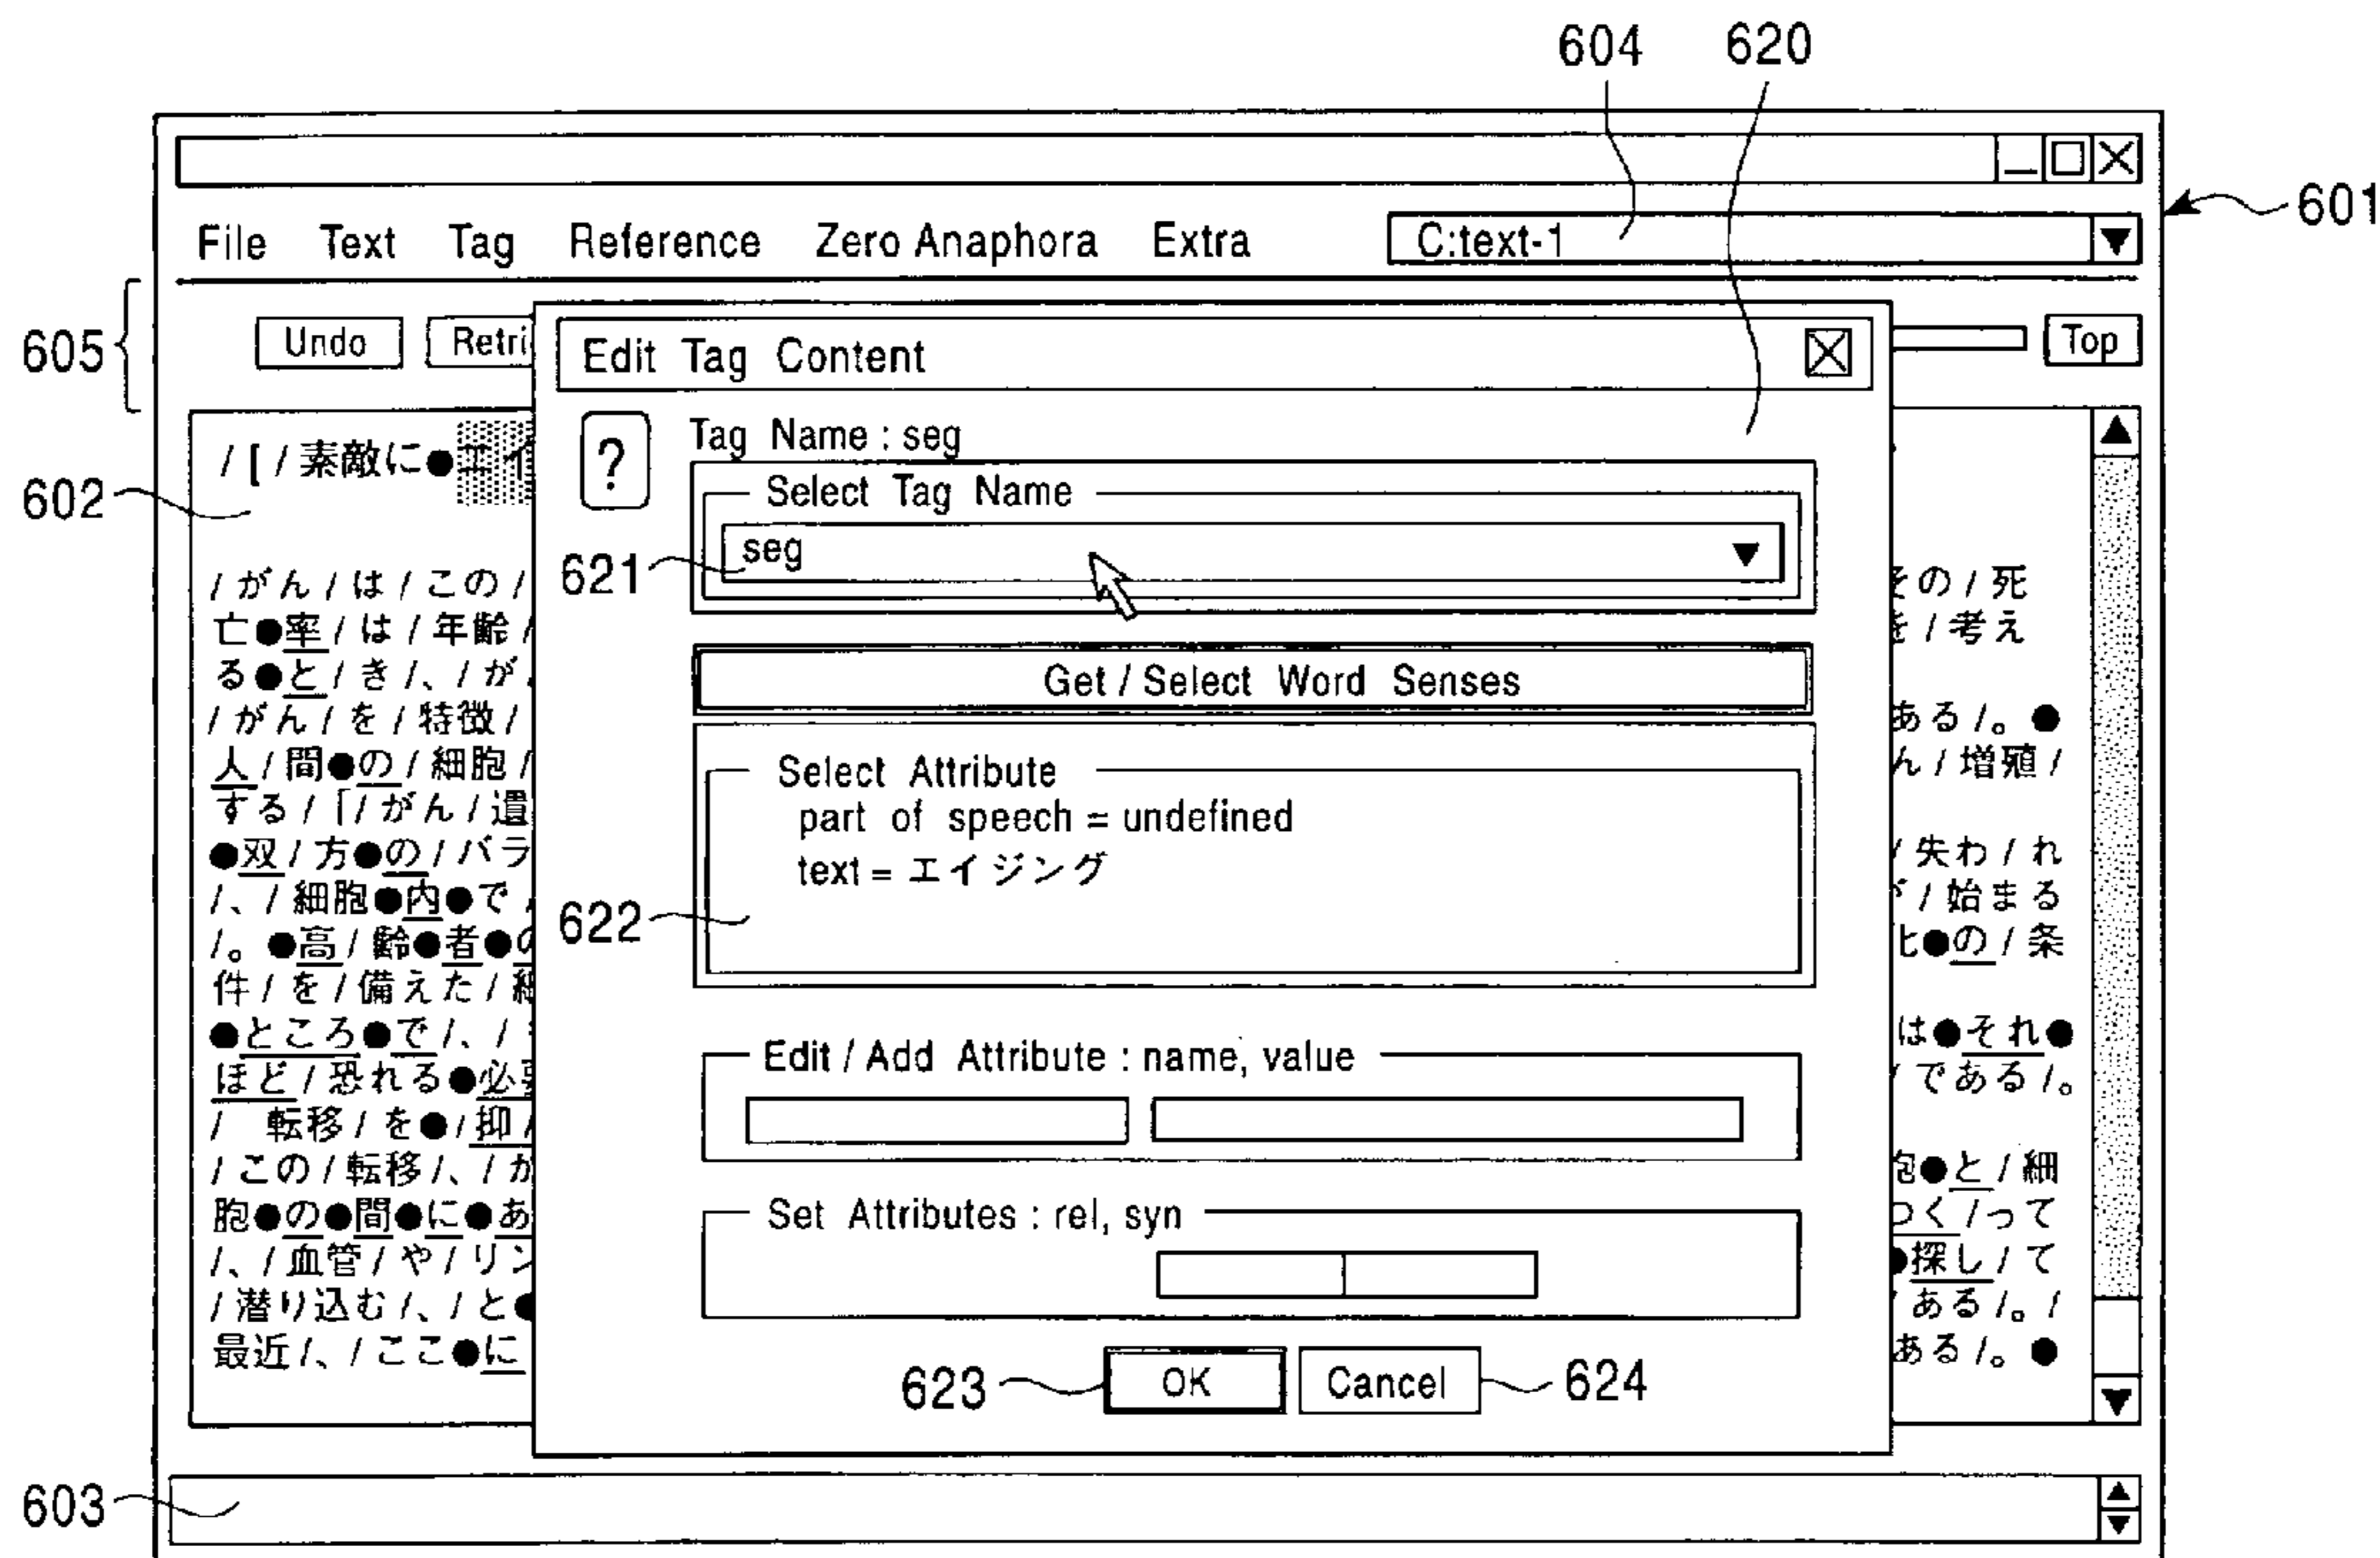 604 620
601
File Text Tag Reference Zero Anaphora Extra C:text-1
605
Undo Retri Top
Edit Tag Content
? Tag Name : seg
Select Tag Name
seg
621
Get / Select Word Senses
Select Attribute
part of speech = undefined
text = エイジング
622
Edit / Add Attribute : name, value
Set Attributes : rel, syn
623 OK Cancel 624
602
/ [ / 素敵に●エイ
/ がん / は / この /
亡●率 / は / 年齢 /
る●と / き /、/ が
/ がん / を / 特徴 /
人 / 間●の / 細胞 /
する / 「/ がん / 遺
●双 / 方●の / バラ
/、/ 細胞●内●で
/。●高 / 齢●者●の
件 / を / 備えた / 細
●ところ●で /、/
ほど / 恐れる●必要
/ 転移 / を●/ 抑 /
/ この / 転移 /、/ が
胞●の●間●に●あ
/、/ 血管 / や / リン
/ 潜り込む /、/ と●
最近 /、/ ここ●に
その / 死
を / 考え
ある /。●
ん / 増殖 /
/ 失わ / れ
/ 始まる
化●の / 条
は●それ●
/ である /。
胞●と / 細
つく / って
●探し / て
/ ある /。/
ある /。●
603